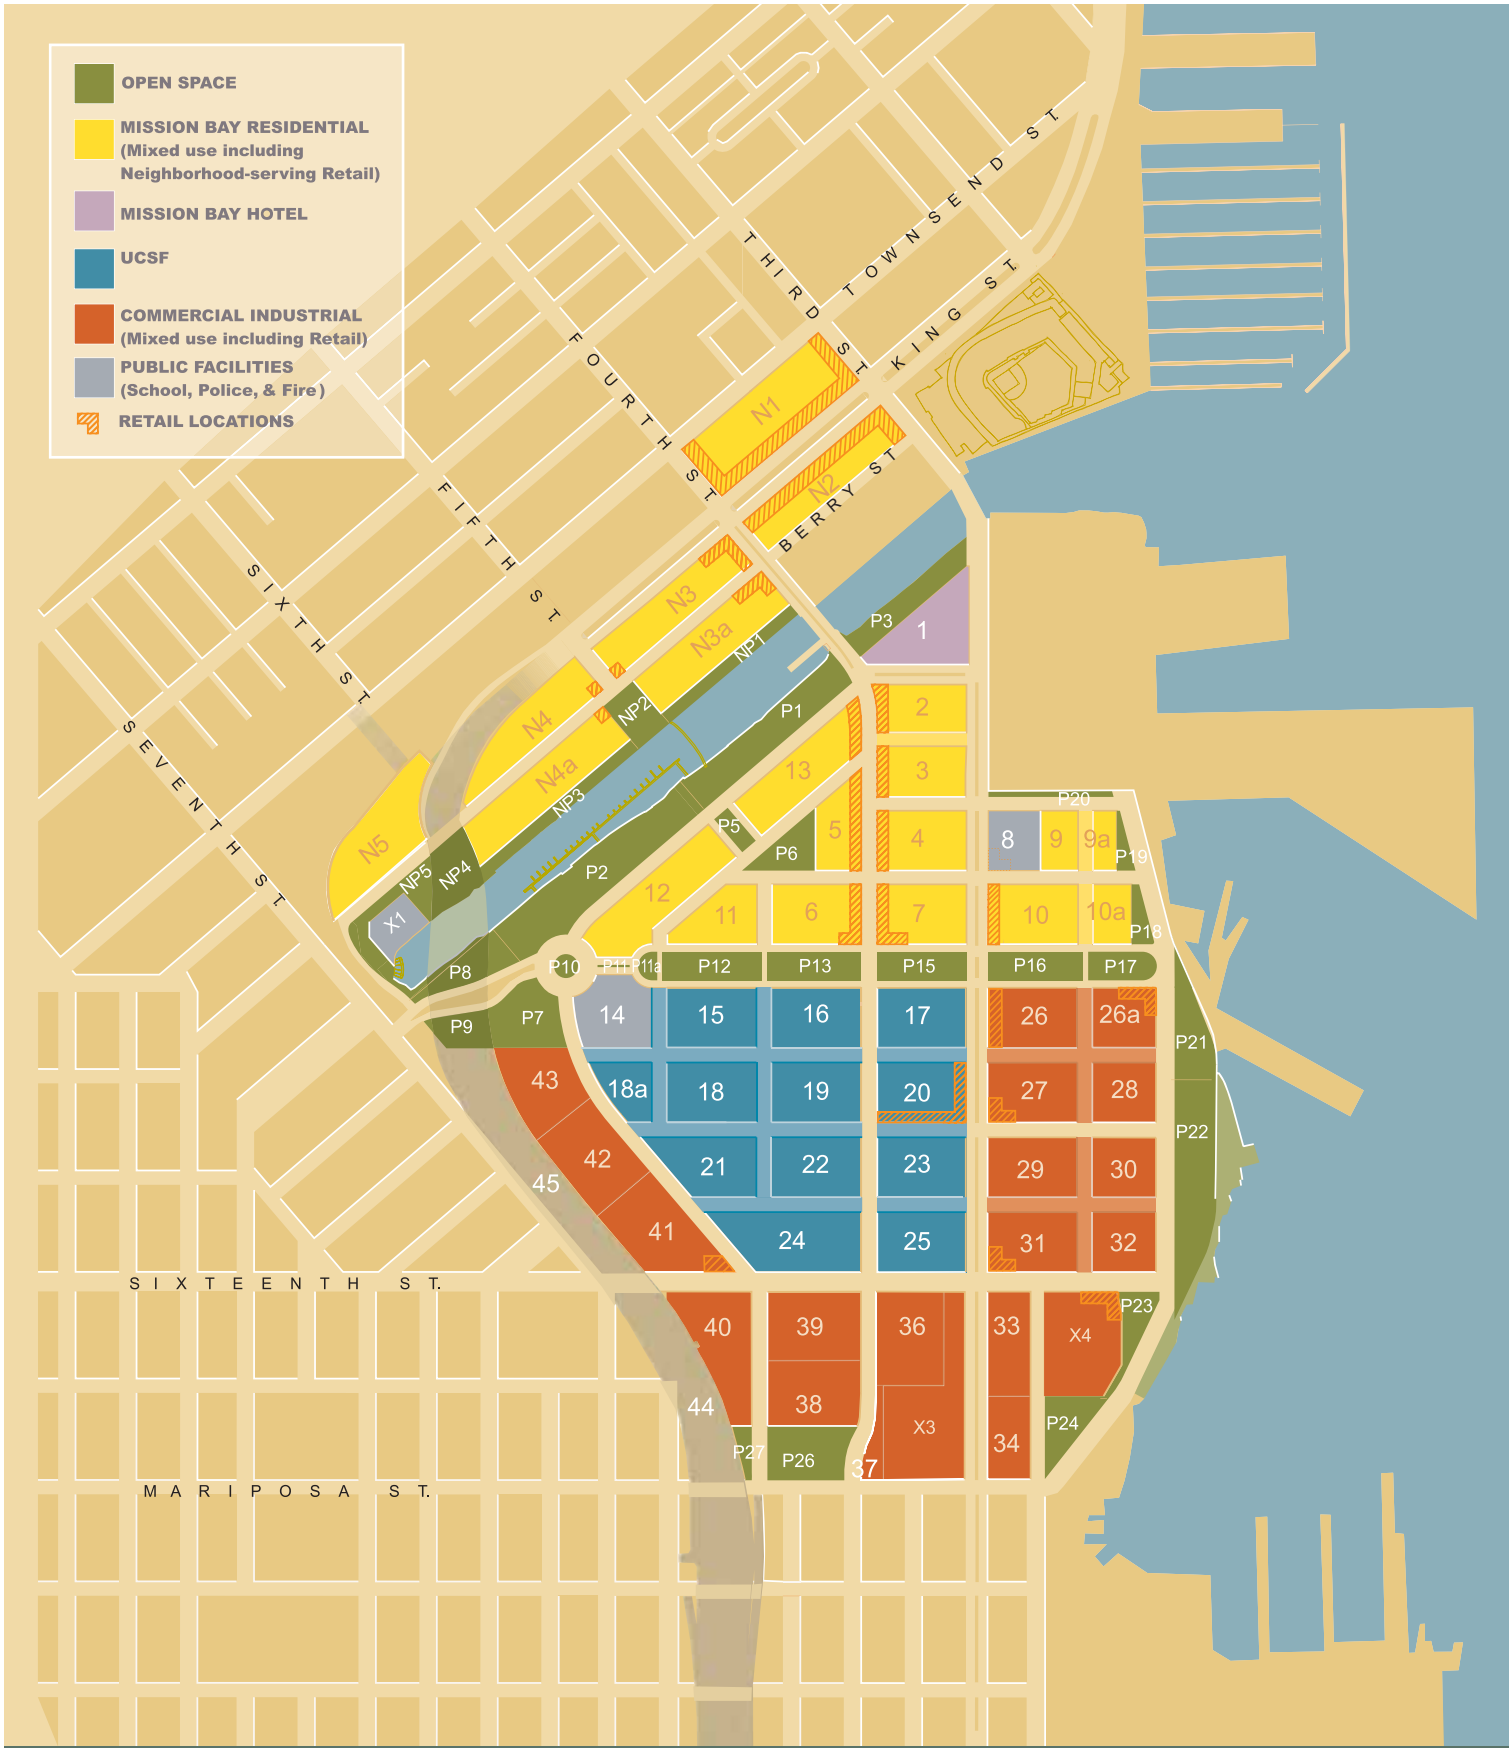 OPEN SPACE
MISSION BAY RESIDENTIAL
(Mixed use including
Neighborhood-serving Retail)
MISSION BAY HOTEL
UCSF
COMMERCIAL INDUSTRIAL
(Mixed use including Retail)
PUBLIC FACILITIES
(School, Police, & Fire)
RETAIL LOCATIONS
TOWNSEND ST.
THIRD ST.
KING ST.
FOURTH ST.
BERRY ST
FIFTH ST.
SIXTH ST.
SEVENTH ST.
SIXTEENTH ST.
MARIPOSA ST.
N1
N2
N3
N3a
NP1
P3
1
NP2
P1
2
N4
N4a
13
3
NP3
P20
P5
5
4
8
9
9a
P6
P19
N5
NP5
NP4
P2
12
11
6
7
10
10a
P18
X1
P8
P10
P11
P11a
P12
P13
P15
P16
P17
P9
P7
14
15
16
17
26
26a
P21
43
18a
18
19
20
27
28
P22
42
45
21
22
23
29
30
41
24
25
31
32
40
39
36
33
X4
P23
44
38
X3
34
P24
P27
P26
37